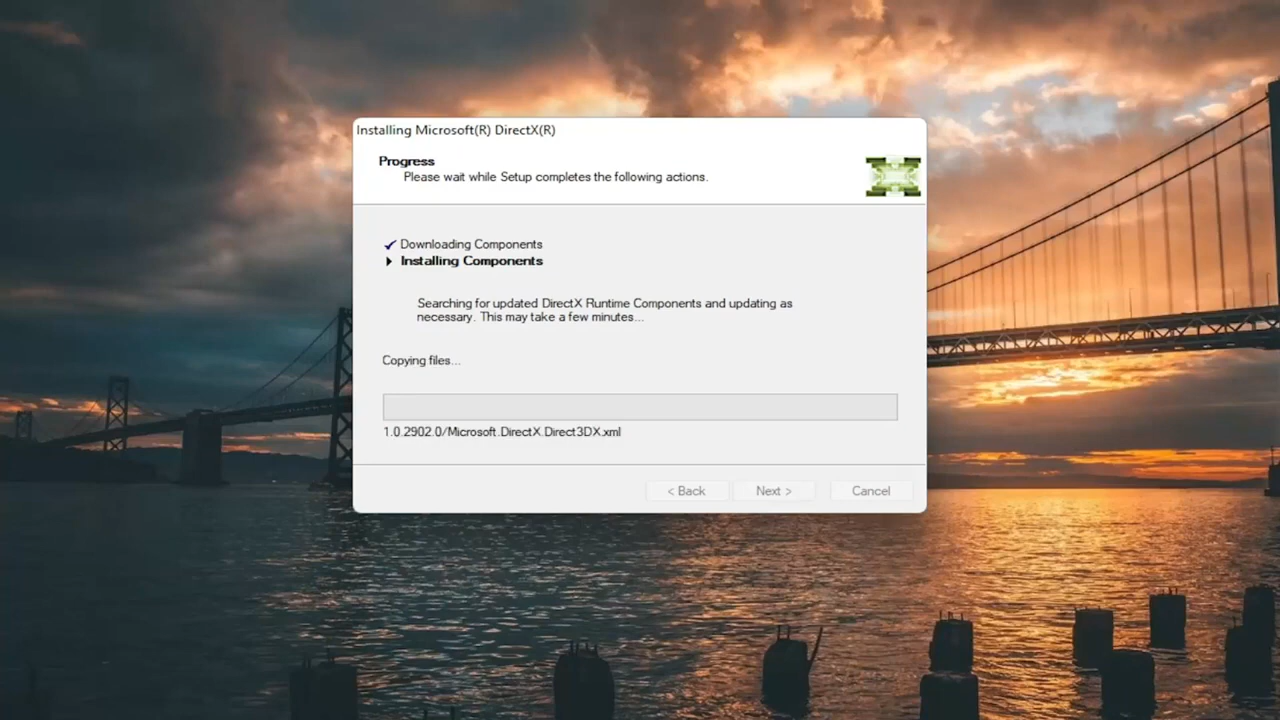 Installing Microsoft(R) DirectX(R)
Progress
Please wait while Setup completes the following actions.
Downloading Components
Installing Components
Searching for updated DirectX Runtime Components and updating as
necessary. This may take a few minutes...
Copying files...
1.0.2902.0/Microsoft.DirectX.Direct3DX.xml
< Back
Next >
Cancel